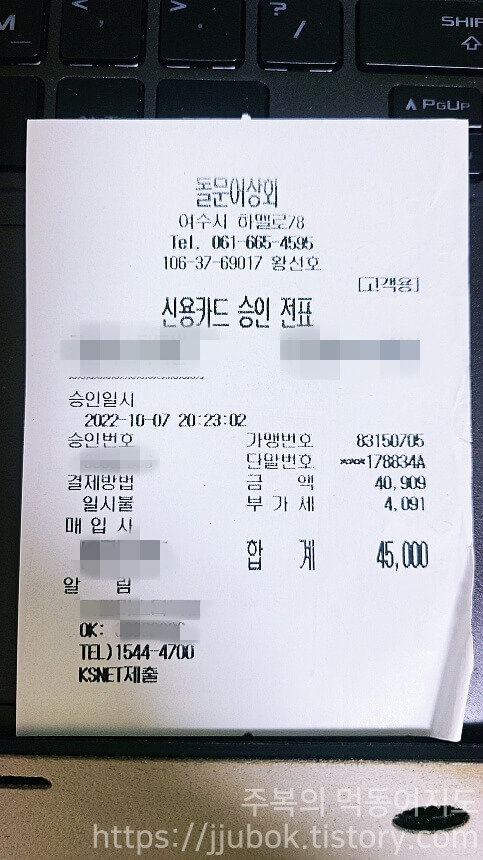 M
<
,
>
.
?
/
SHIF
PGUP
돌문어상회
여수시 하멜로78
Tel. 061-665-4595
106-37-69017 왕선호
[고객용]
신용카드 승인 전표
~~~~~~~~~~~~~~~~~~
승인일시
2022-10-07 20:23:02
승인번호 가맹번호 83150705
단말번호 ***178834A
결제방법 금 액 40,909
일시불 부 가 세 4,091
매 입 사
합 계 45,000
알 림
OK:
TEL)1544-4700
KSNET제출
주복의 먹동여지도
https://jjubok.tistory.com